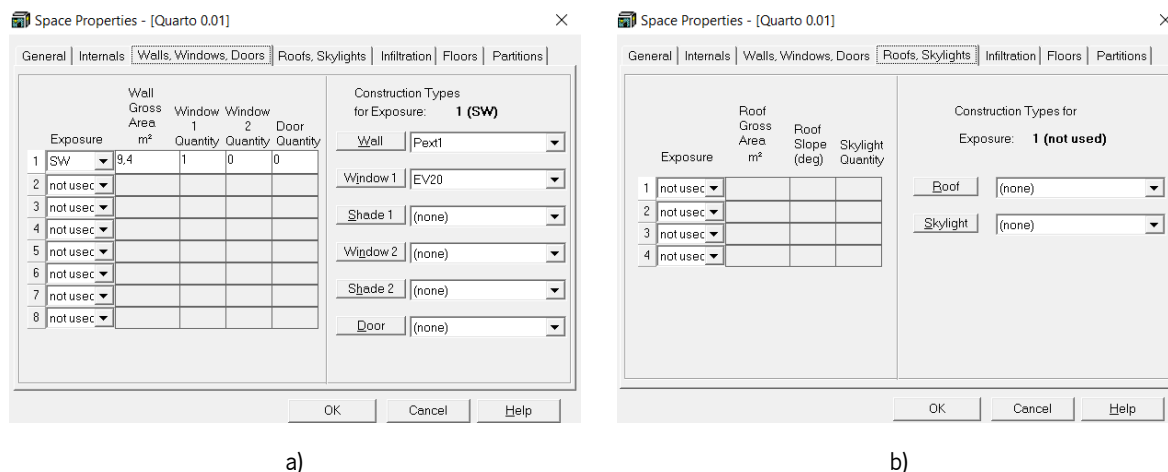 Space Properties - [Quarto 0.01]
General Internals Walls, Windows, Doors Roofs, Skylights Infiltration Floors Partitions
Wall
Gross
Area
m²
Window
1
Quantity
Window
2
Quantity
Door
Quantity
Exposure
1 SW 9,4 1 0 0
2 not usec
3 not usec
4 not usec
5 not usec
6 not usec
7 not usec
8 not usec
Construction Types
for Exposure: 1 (SW)
Wall Pext1
Window 1 EV20
Shade 1 (none)
Window 2 (none)
Shade 2 (none)
Door (none)
OK Cancel Help
a)
Space Properties - [Quarto 0.01]
General Internals Walls, Windows, Doors Roofs, Skylights Infiltration Floors Partitions
Exposure
Roof
Gross
Area
m²
Roof
Slope
(deg)
Skylight
Quantity
1 not usec
2 not usec
3 not usec
4 not usec
Construction Types for
Exposure: 1 (not used)
Roof (none)
Skylight (none)
OK Cancel Help
b)